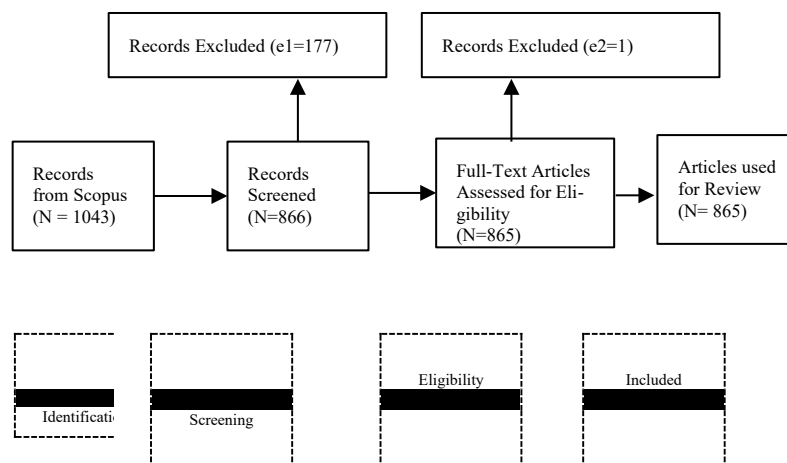 Records Excluded (e1=177)
Records Excluded (e2=1)
Records
from Scopus
(N = 1043)
Records
Screened
(N=866)
Full-Text Articles
Assessed for Eli-
gibility
(N=865)
Articles used
for Review
(N= 865)
Identificati
Screening
Eligibility
Included